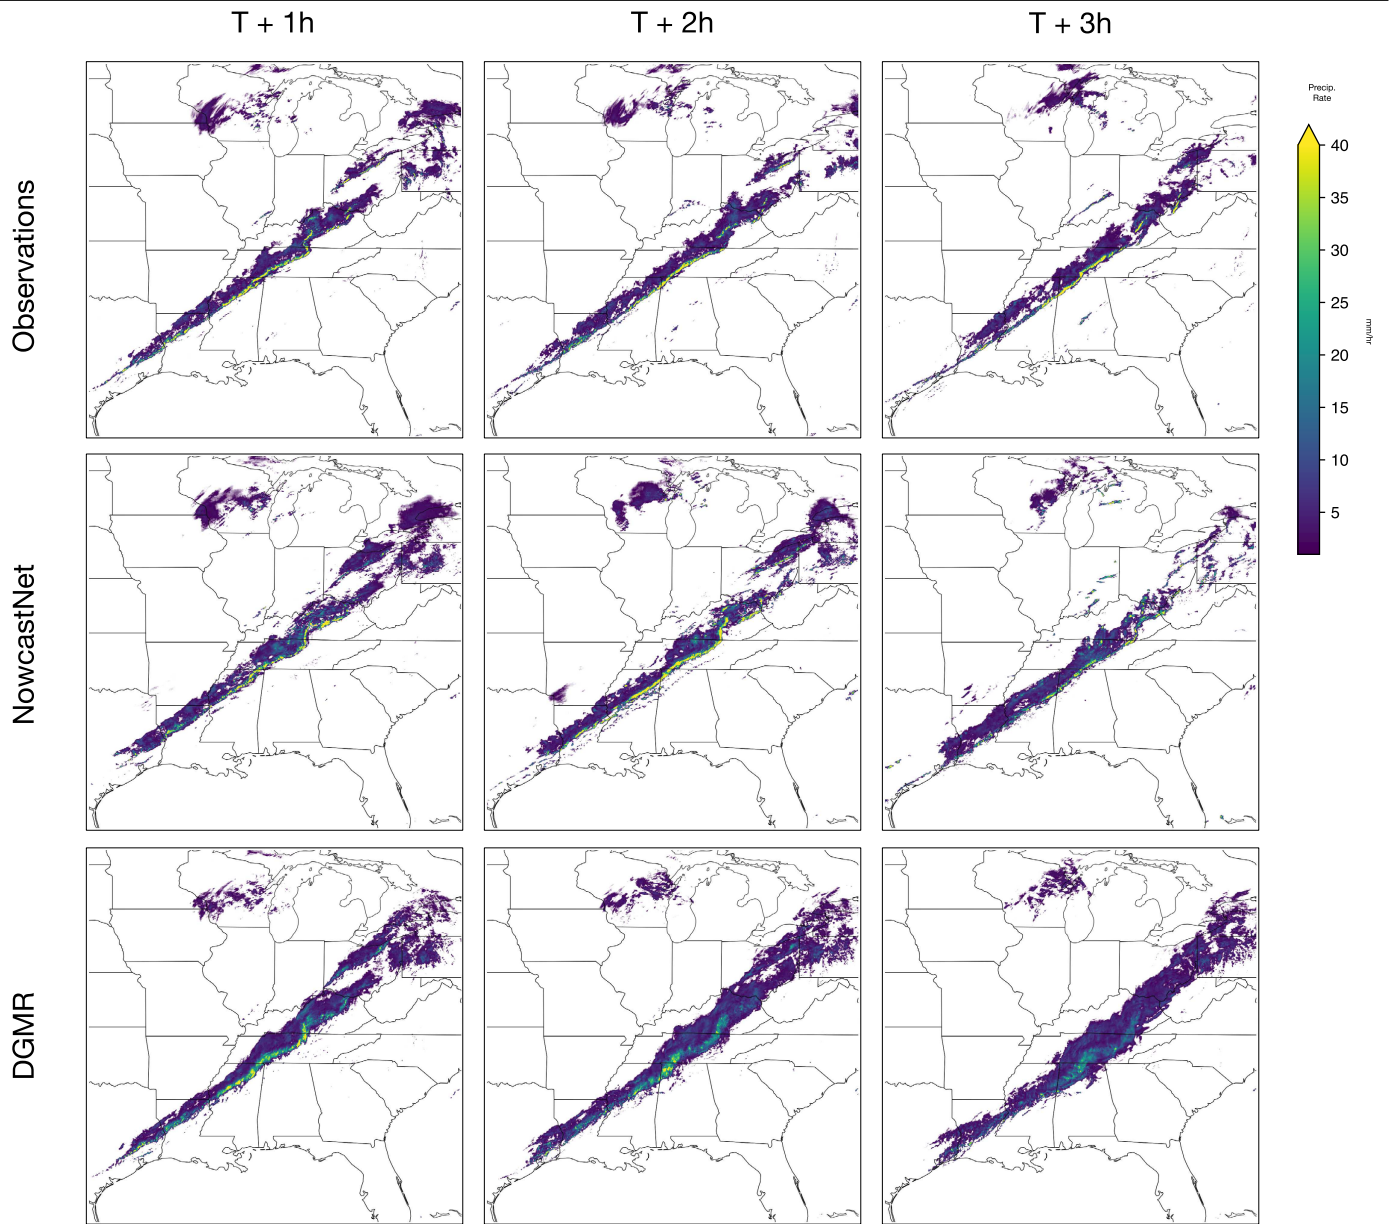 T + 1h
T + 2h
T + 3h
Observations
NowcastNet
DGMR
Precip.
Rate
40
35
30
25
20
15
10
5
mm/hr